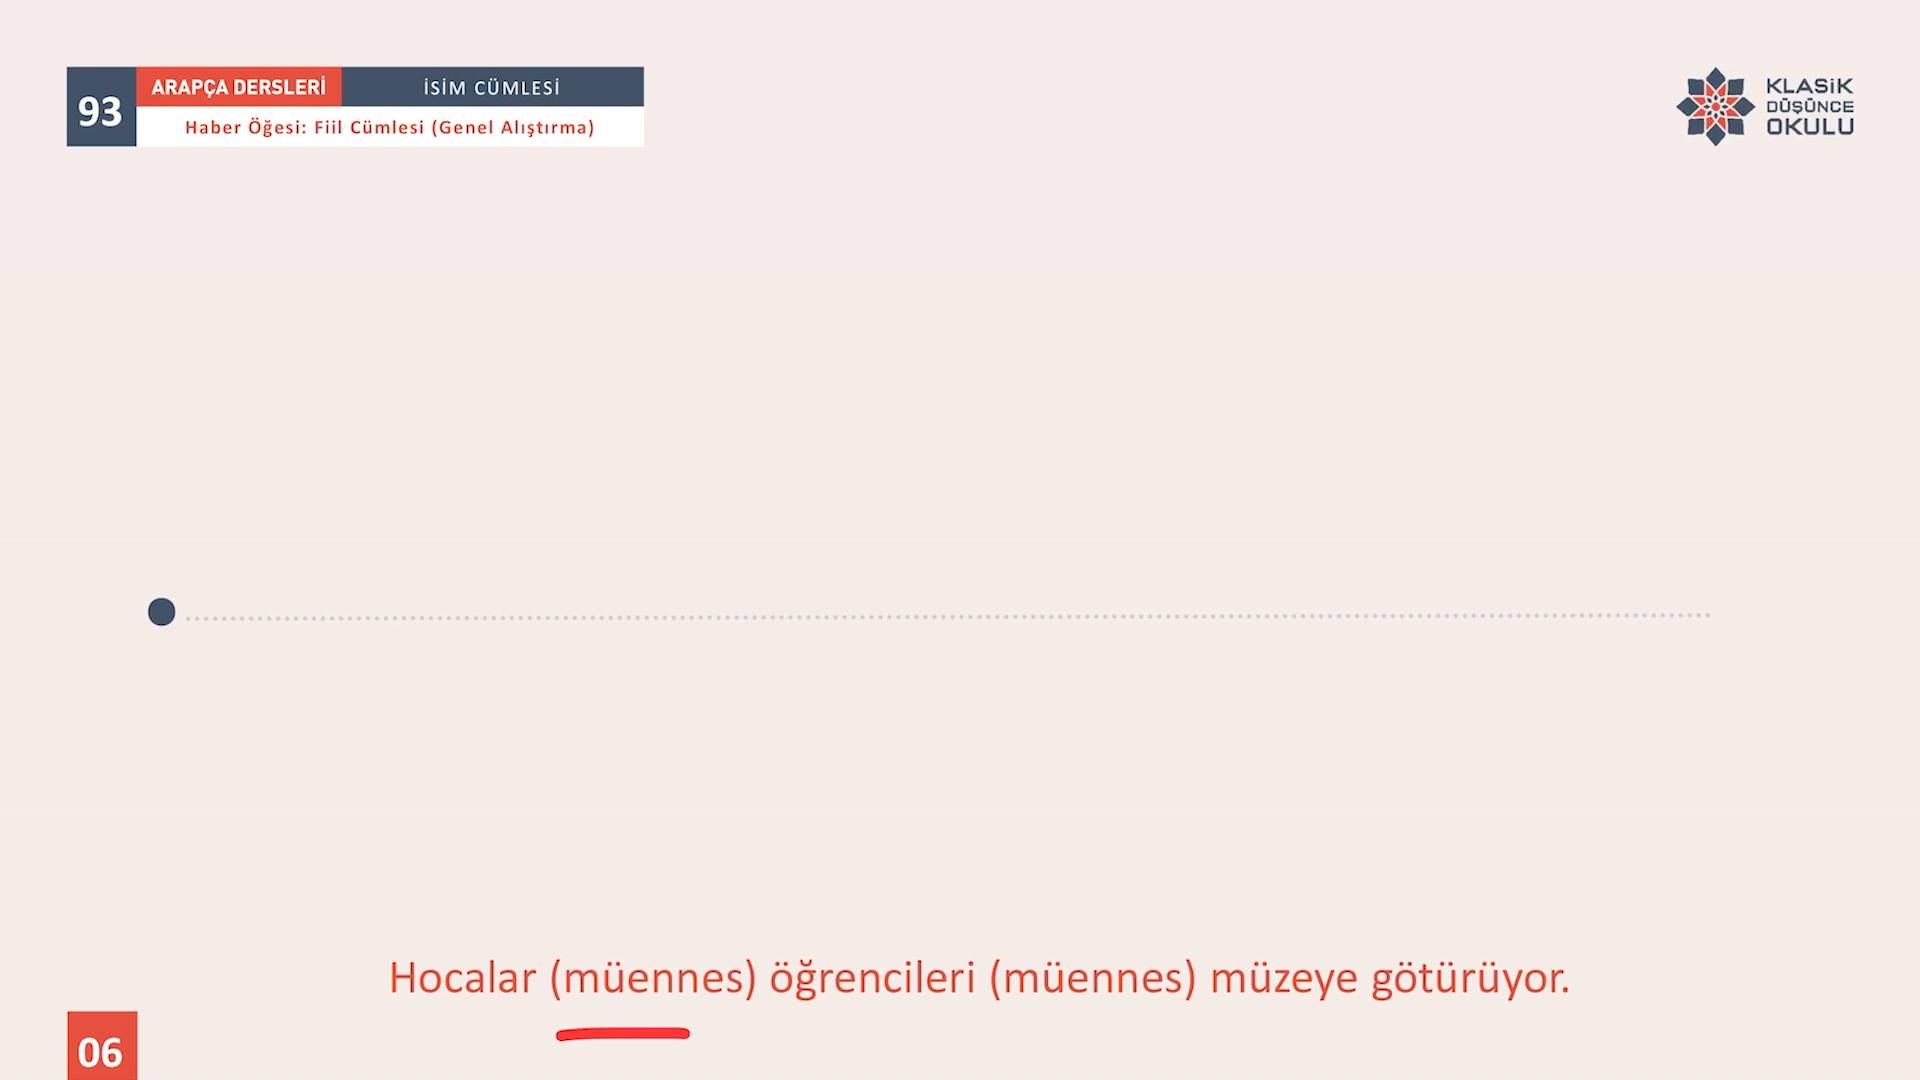 93
ARAPÇA DERSLERİ
İSİM CÜMLESİ
Haber Öğesi: Fiil Cümlesi (Genel Alıştırma)
KLASİK
DÜŞÜNCE
OKULU
Hocalar (müennes) öğrencileri (müennes) müzeye götürüyor.
06